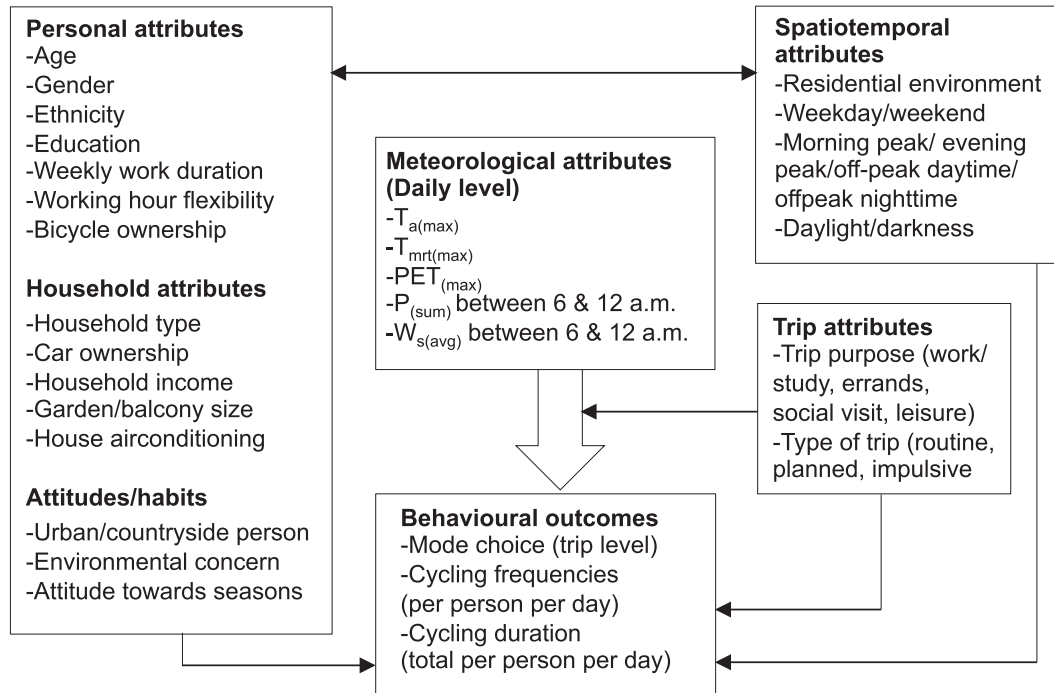 Personal attributes
-Age
-Gender
-Ethnicity
-Education
-Weekly work duration
-Working hour flexibility
-Bicycle ownership
Household attributes
-Household type
-Car ownership
-Household income
-Garden/balcony size
-House airconditioning
Attitudes/habits
-Urban/countryside person
-Environmental concern
-Attitude towards seasons
Meteorological attributes
(Daily level)
-Ta(max)
-Tmrt(max)
-PET(max)
-P(sum) between 6 & 12 a.m.
-Ws(avg) between 6 & 12 a.m.
Spatiotemporal
attributes
-Residential environment
-Weekday/weekend
-Morning peak/ evening
peak/off-peak daytime/
offpeak nighttime
-Daylight/darkness
Trip attributes
-Trip purpose (work/
study, errands,
social visit, leisure)
-Type of trip (routine,
planned, impulsive
Behavioural outcomes
-Mode choice (trip level)
-Cycling frequencies
(per person per day)
-Cycling duration
(total per person per day)